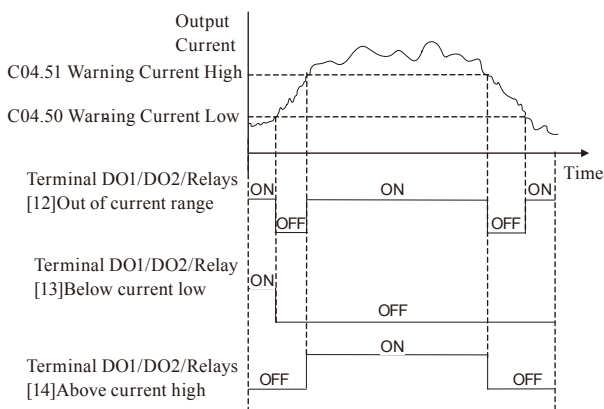 Output
Current
C04.51 Warning Current High
C04.50 Warning Current Low
Time
Terminal DO1/DO2/Relays
[12]Out of current range
ON
OFF
ON
OFF
ON
Terminal DO1/DO2/Relay
[13]Below current low
ON
OFF
Terminal DO1/DO2/Relays
[14]Above current high
OFF
ON
OFF